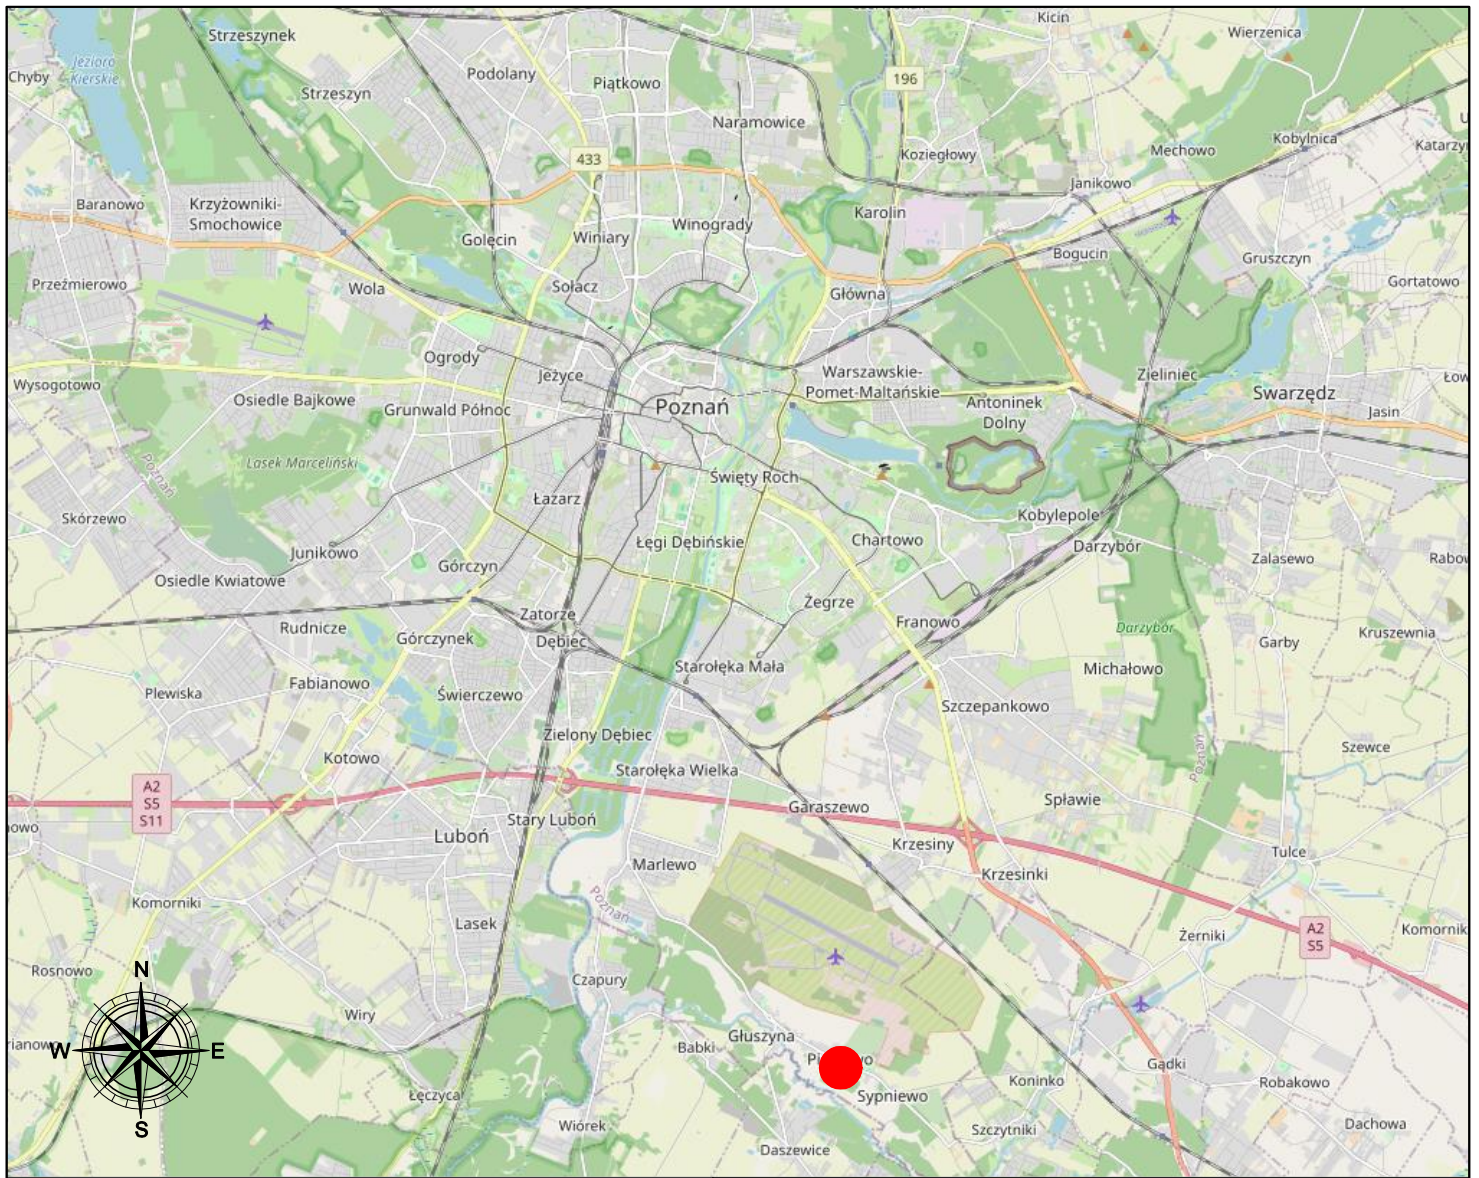 Strzeszynek
Kicin
Wierzenica
Jezioro
Kierskie
Chyby
Podolany
Piątkowo
196
Strzeszyn
Naramowice
Kobylnica
433
Koziegłowy
Mechowo
Janikowo
Baranowo
Krzyżowniki-
Smochowice
Karolin
Winogrady
Golęcin
Winiary
Bogucin
Gruszczyn
Przeźmierowo
Wola
Sołacz
Główna
Gortatowo
Ogrody
Jeżyce
Warszawskie-
Pomet-Maltańskie
Zieliniec
Wysogotowo
Osiedle Bajkowe
Grunwald Północ
Poznań
Antoninek
Dolny
Swarzędz
Jasin
Lasek Marceliński
Poznań
Święty Roch
Skórzewo
Łazarz
Kobylepole
Junikowo
Łęgi Dębińskie
Chartowo
Darzybór
Zalasewo
Osiedle Kwiatowe
Górczyn
Żegrze
Zatorze
Franowo
Rudnicze
Górczynek
Dębiec
Darzybór
Garby
Kruszewnia
Starołęka Mała
Michałowo
Plewiska
Fabianowo
Świerczewo
Szczepankowo
Zielony Dębiec
Poznań
Szewce
Kotowo
Starołęka Wielka
A2
S5
S11
Garaszewo
Spławie
Stary Luboń
Luboń
Krzesiny
Tulce
Marlewo
Krzesinki
Komorniki
Poznań
Lasek
A2
S5
Żerniki
Rosnowo
N
Czapury
Wiry
W
E
Głuszyna
Babki
Gądki
Koninko
Robakowo
Łęczyca
Sypniewo
S
Wiórek
Szczytniki
Dachowa
Daszewice